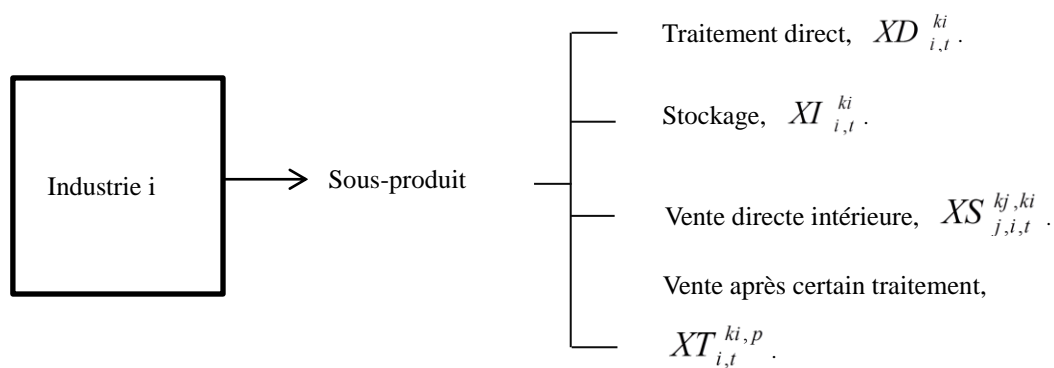 Traitement direct, XD ^{ki}_{i,t}.
Stockage, XI ^{ki}_{i,t}.
Industrie i
Sous-produit
Vente directe intérieure, XS ^{kj,ki}_{j,i,t}.
Vente après certain traitement,
XT ^{ki,p}_{i,t}.